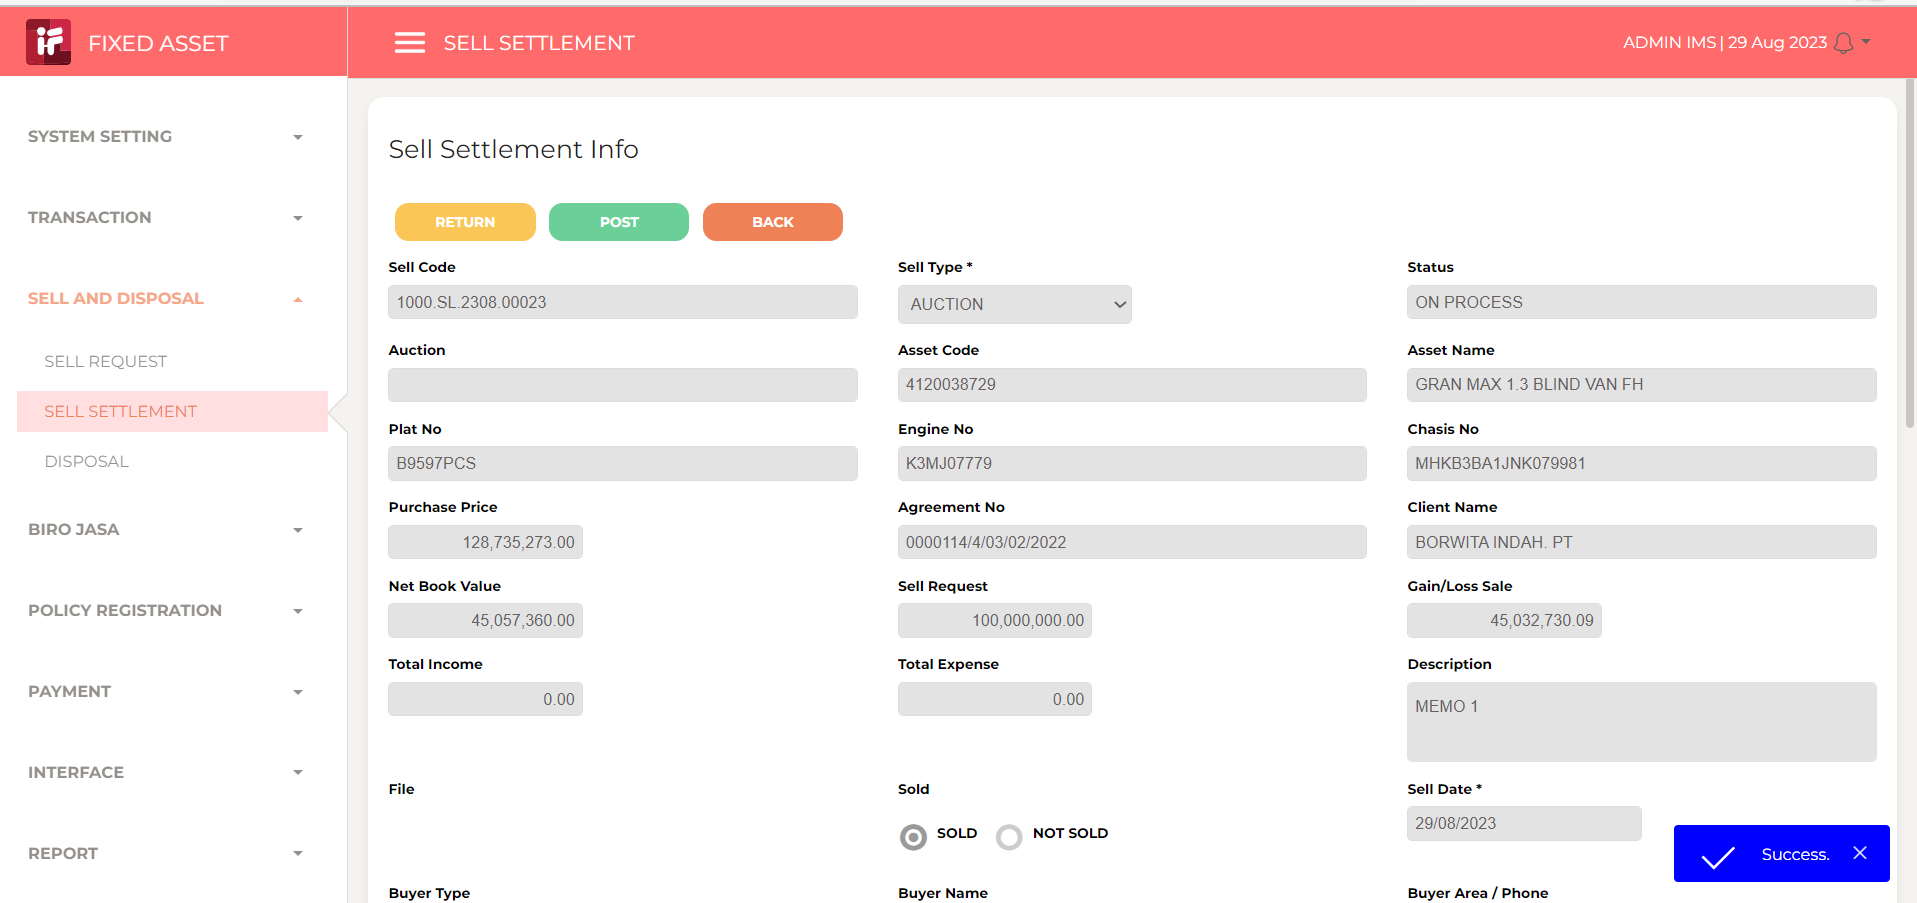 FIXED ASSET
SELL SETTLEMENT
ADMIN IMS | 29 Aug 2023
SYSTEM SETTING
TRANSACTION
SELL AND DISPOSAL
SELL REQUEST
SELL SETTLEMENT
DISPOSAL
BIRO JASA
POLICY REGISTRATION
PAYMENT
INTERFACE
REPORT
Sell Settlement Info
RETURN POST BACK
Sell Code Sell Type * Status
1000.SL.2308.00023 AUCTION ON PROCESS
Auction Asset Code Asset Name
4120038729 GRAN MAX 1.3 BLIND VAN FH
Plat No Engine No Chasis No
B9597PCS K3MJ07779 MHKB3BA1JNK079981
Purchase Price Agreement No Client Name
128,735,273.00 0000114/4/03/02/2022 BORWITA INDAH. PT
Net Book Value Sell Request Gain/Loss Sale
45,057,360.00 100,000,000.00 45,032,730.09
Total Income Total Expense Description
0.00 0.00 MEMO 1
File Sold Sell Date *
SOLD NOT SOLD 29/08/2023
Success.
Buyer Type Buyer Name Buyer Area / Phone